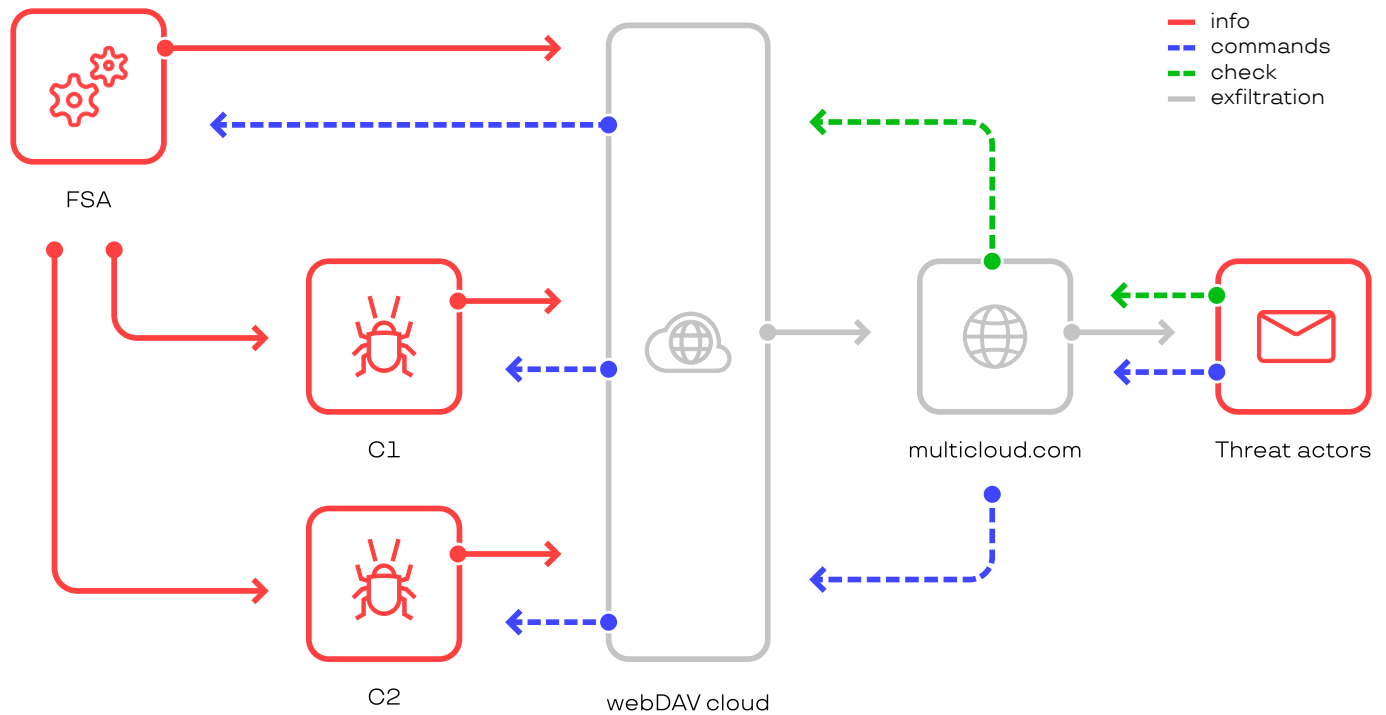 info
commands
check
exfiltration
FSA
C1
multicloud.com
Threat actors
C2
webDAV cloud